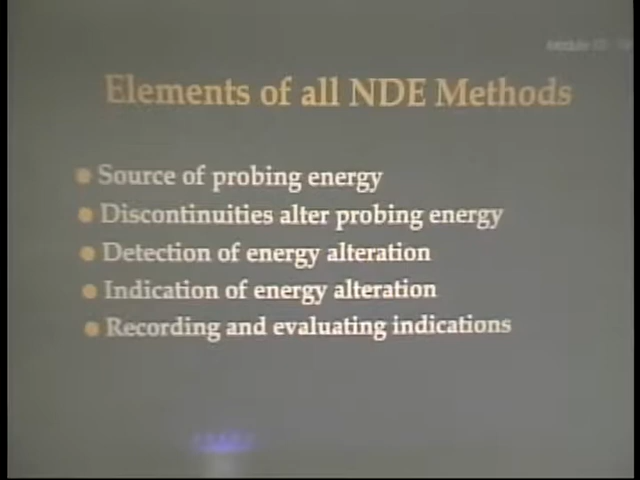 Elements of all NDE Methods
Source of probing energy
Discontinuities alter probing energy
Detection of energy alteration
Indication of energy alteration
Recording and evaluating indications